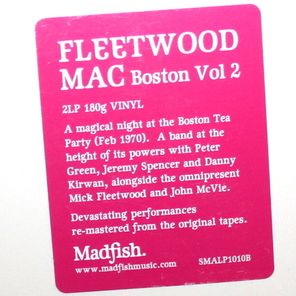 FLEETWOOD
MAC Boston Vol 2
2LP 180g VINYL
A magical night at the Boston Tea
Party (Feb 1970). A band at the
height of its powers with Peter
Green, Jeremy Spencer and Danny
Kirwan, alongside the omnipresent
Mick Fleetwood and John McVie.
Devastating performances
re-mastered from the original tapes.
Madfish.
www.madfishmusic.com SMALP1010B